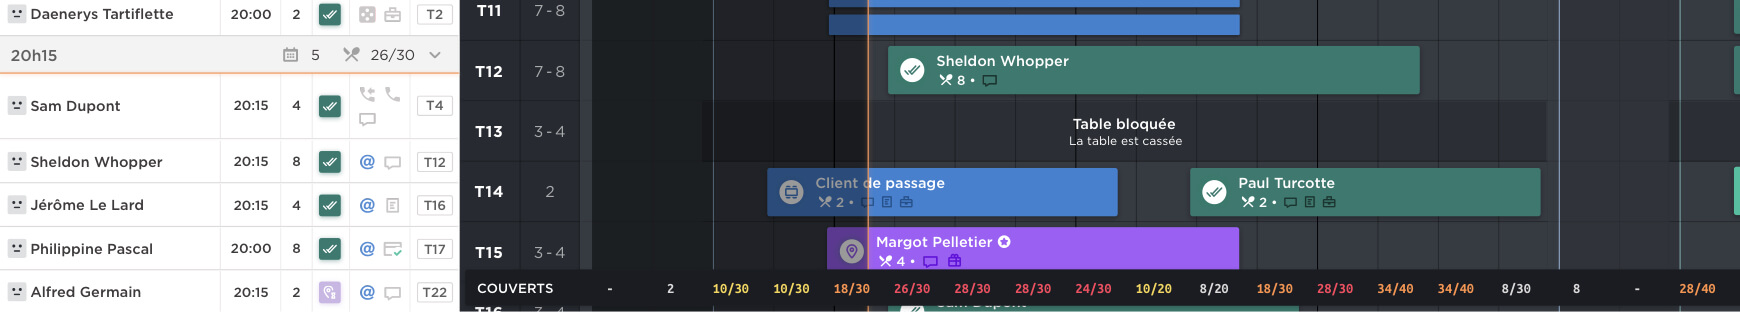 Daenerys Tartiflette 20:00 2 T2
20h15 5 26/30
Sam Dupont 20:15 4 T4
Sheldon Whopper 20:15 8 @ T12
Jérôme Le Lard 20:15 4 @ T16
Philippine Pascal 20:00 8 @ T17
Alfred Germain 20:15 2 @ T22
T11 7 - 8
T12 7 - 8
Sheldon Whopper
8 •
T13 3 - 4
Table bloquée
La table est cassée
T14 2
Client de passage
2 •
Paul Turcotte
2 •
T15 3 - 4
Margot Pelletier
4 •
COUVERTS - 2 10/30 10/30 18/30 26/30 28/30 28/30 24/30 10/20 8/20 18/30 28/30 34/40 34/40 8/30 8 - 28/40
T16 3 - 4
Sam Dupont